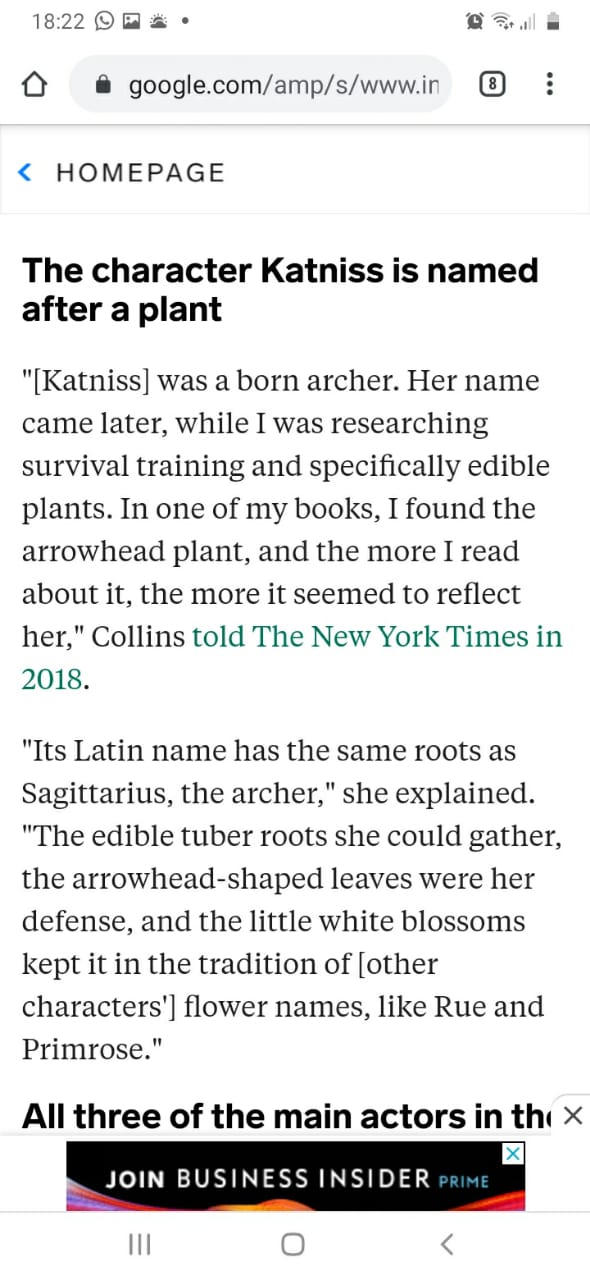 18:22
google.com/amp/s/www.in
8
HOMEPAGE
The character Katniss is named
after a plant
"[Katniss] was a born archer. Her name
came later, while I was researching
survival training and specifically edible
plants. In one of my books, I found the
arrowhead plant, and the more I read
about it, the more it seemed to reflect
her," Collins told The New York Times in
2018.
"Its Latin name has the same roots as
Sagittarius, the archer," she explained.
"The edible tuber roots she could gather,
the arrowhead-shaped leaves were her
defense, and the little white blossoms
kept it in the tradition of [other
characters'] flower names, like Rue and
Primrose."
All three of the main actors in the
JOIN BUSINESS INSIDER PRIME